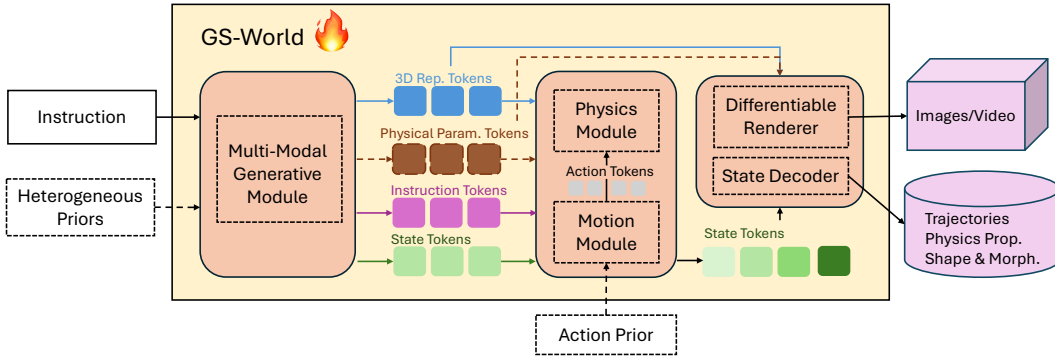 GS-World
Instruction
Heterogeneous
Priors
Multi-Modal
Generative
Module
3D Rep. Tokens
Physical Param. Tokens
Instruction Tokens
State Tokens
Physics
Module
Action Tokens
Motion
Module
Action Prior
Differentiable
Renderer
State Decoder
State Tokens
Images/Video
Trajectories
Physics Prop.
Shape & Morph.